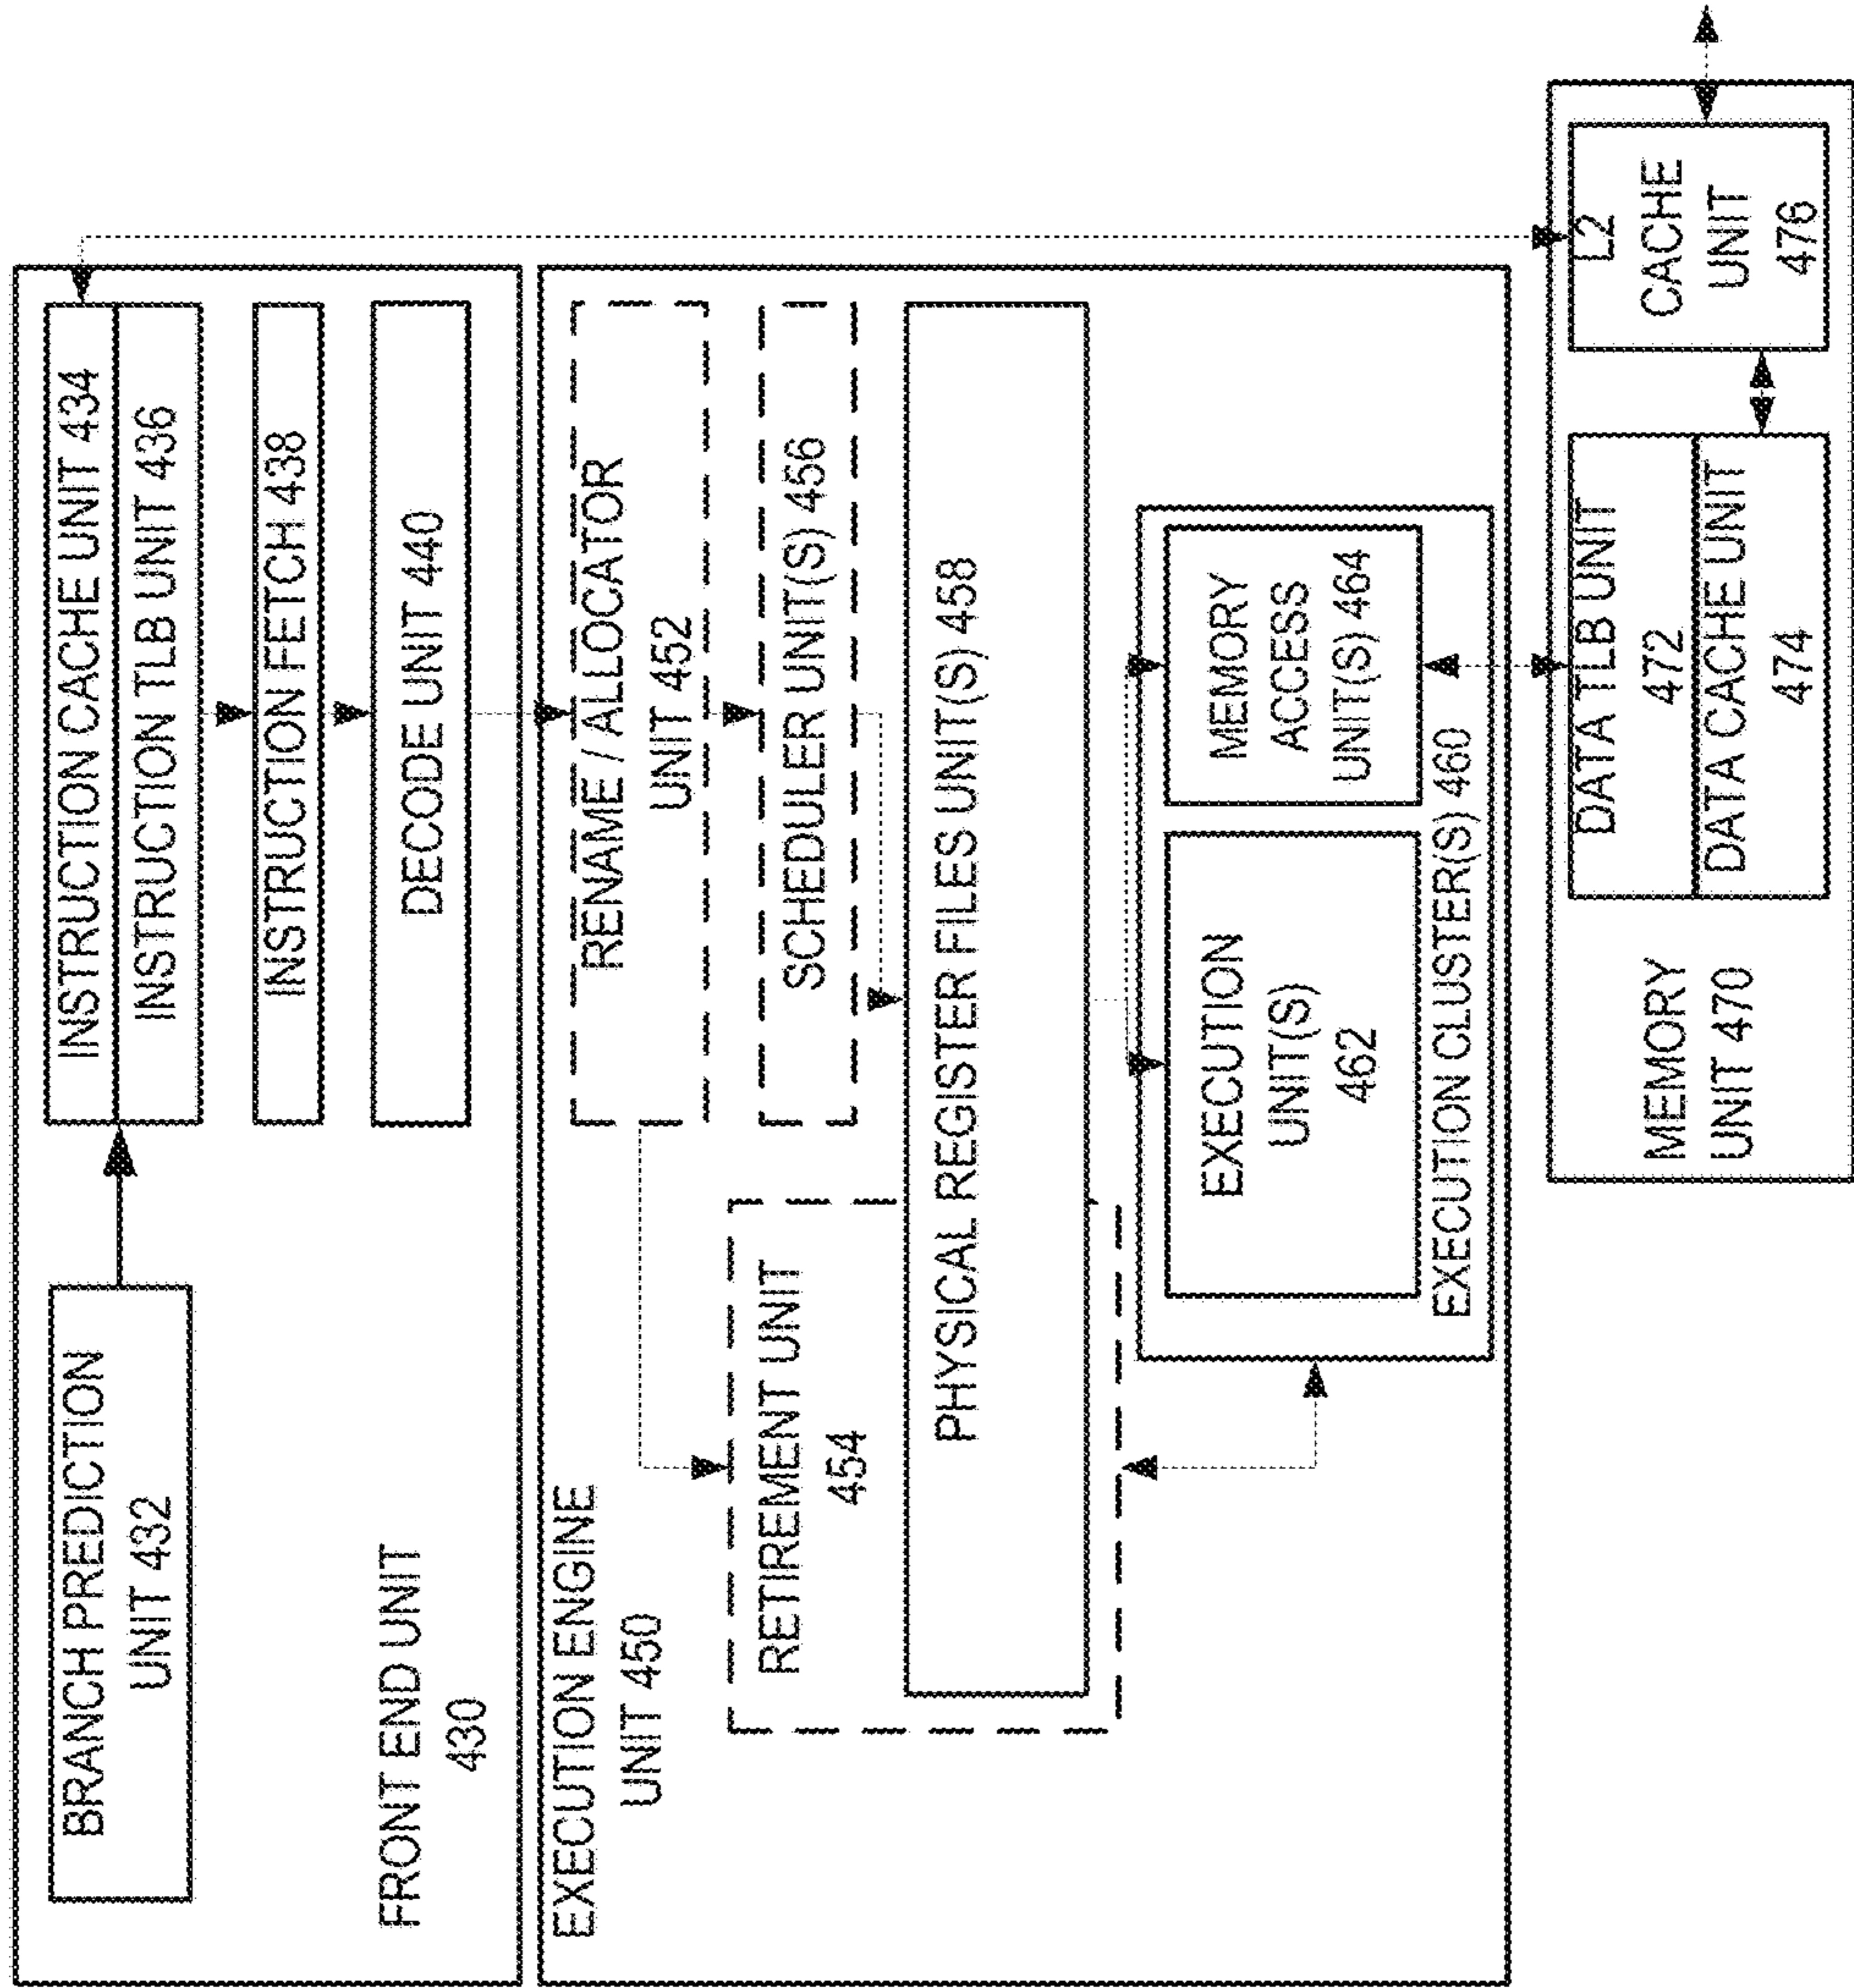 BRANCH PREDICTION
UNIT 432
INSTRUCTION CACHE UNIT 434
INSTRUCTION TLB UNIT 436
INSTRUCTION FETCH 438
FRONT END UNIT
430
DECODE UNIT 440
EXECUTION ENGINE
UNIT 450
RENAME / ALLOCATOR
UNIT 452
RETIREMENT UNIT
454
SCHEDULER UNIT(S) 456
PHYSICAL REGISTER FILES UNIT(S) 458
EXECUTION
UNIT(S)
462
MEMORY
ACCESS
UNIT(S) 464
EXECUTION CLUSTER(S) 460
MEMORY
UNIT 470
DATA TLB UNIT
472
DATA CACHE UNIT
474
L2
CACHE
UNIT
476